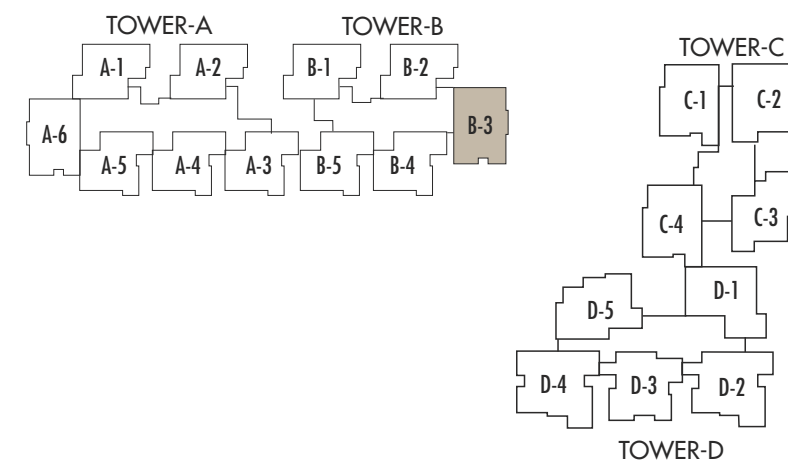 TOWER-A
TOWER-B
A-1
A-2
B-1
B-2
A-6
B-3
A-5
A-4
A-3
B-5
B-4
TOWER-C
C-1
C-2
C-4
C-3
D-1
D-5
D-4
D-3
D-2
TOWER-D